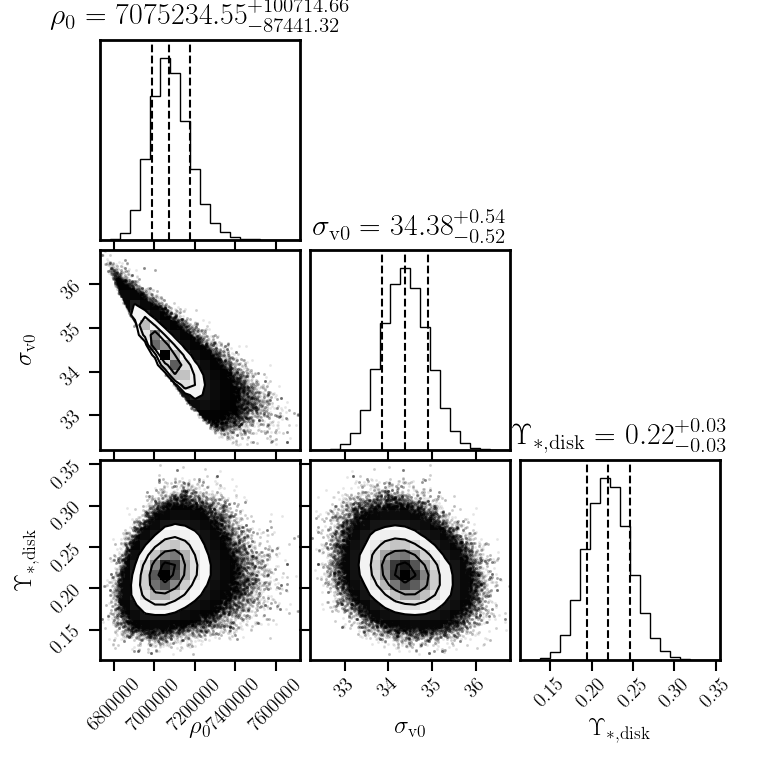 ρ₀ = 7075234.55 +100714.66 −87441.32
σᵥ₀ = 34.38 +0.54 −0.52
36
35
34
33
σᵥ₀
Υ∗,disk = 0.22 +0.03 −0.03
0.35
0.30
0.25
0.20
0.15
Υ∗,disk
6800000 7000000 7200000 7400000 7600000
33 34 35 36
0.15 0.20 0.25 0.30 0.35
ρ₀ σᵥ₀ Υ∗,disk